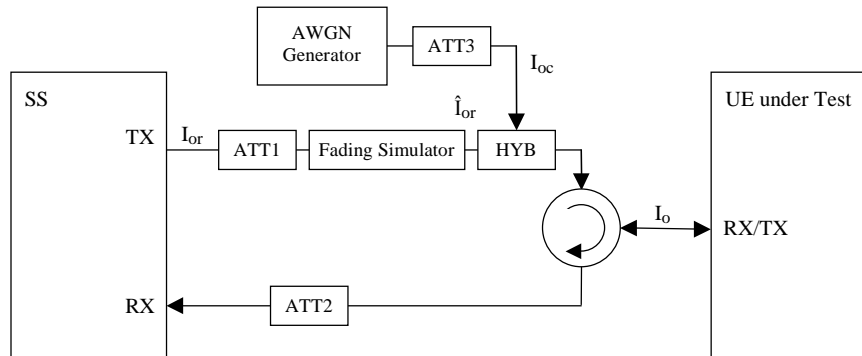 AWGN
Generator
ATT3
I_oc
SS
UE under Test
Î_or
TX
I_or
ATT1
Fading Simulator
HYB
I_o
RX/TX
RX
ATT2